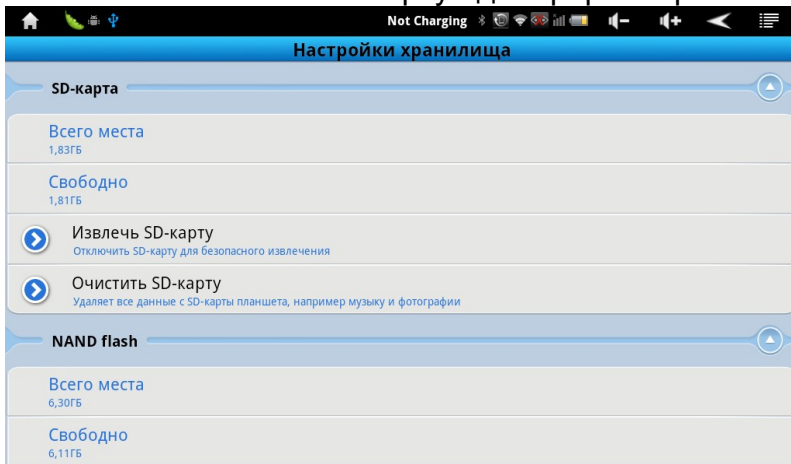 Not Charging
Настройки хранилища
SD-карта
Всего места
1,83ГБ
Свободно
1,81ГБ
Извлечь SD-карту
Отключить SD-карту для безопасного извлечения
Очистить SD-карту
Удаляет все данные с SD-карты планшета, например музыку и фотографии
NAND flash
Всего места
6,30ГБ
Свободно
6,11ГБ